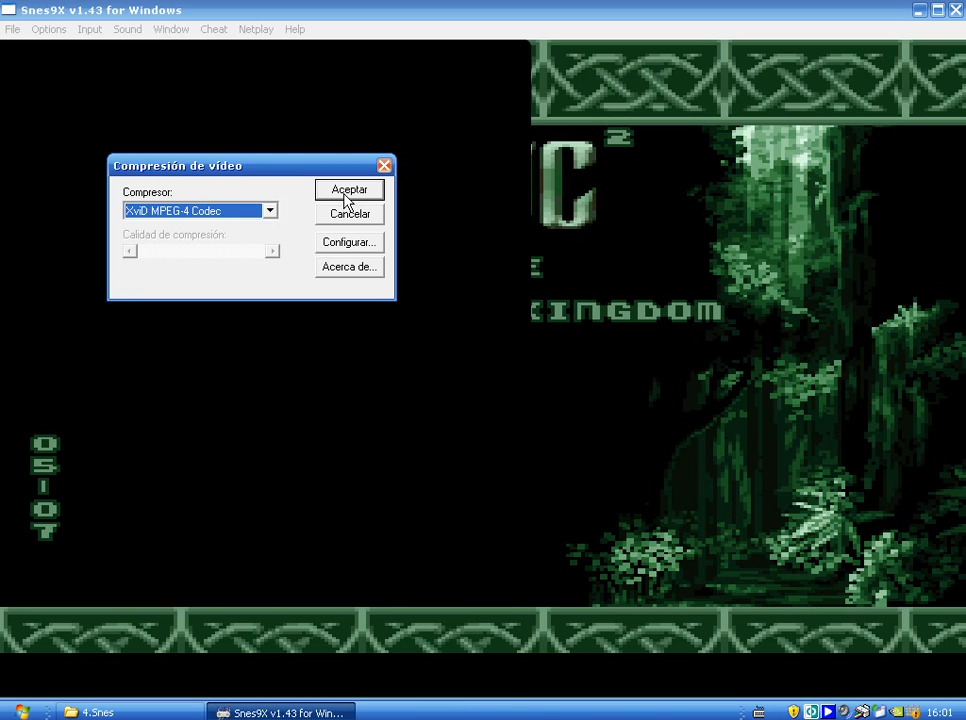 Snes9X v1.43 for Windows
File Options Input Sound Window Cheat Netplay Help
2
C
Compresión de vídeo
Compresor:
Aceptar
XviD MPEG-4 Codec
Cancelar
Calidad de compresión:
Configurar...
Acerca de...
E
KINGDOM
05-07
4.Snes
Snes9X v1.43 for Win...
16:01